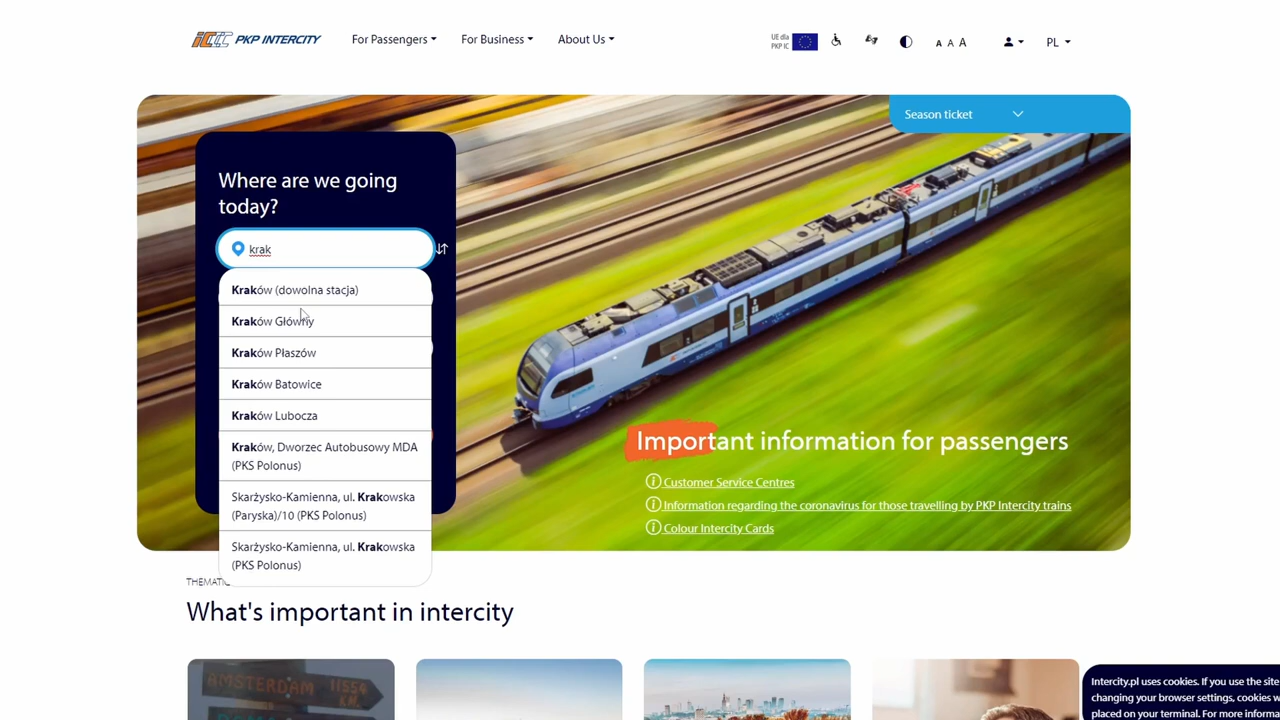 PKP INTERCITY
For Passengers
For Business
About Us
UE dla
PKP IC
A A A
PL
Season ticket
Where are we going
today?
krak
Kraków (dowolna stacja)
Kraków Główny
Kraków Płaszów
Kraków Batowice
Kraków Lubocza
Kraków, Dworzec Autobusowy MDA
(PKS Polonus)
Skarżysko-Kamienna, ul. Krakowska
(Paryska)/10 (PKS Polonus)
Skarżysko-Kamienna, ul. Krakowska
(PKS Polonus)
Important information for passengers
Customer Service Centres
Information regarding the coronavirus for those travelling by PKP Intercity trains
Colour Intercity Cards
THEMATIC
What's important in intercity
AMSTERDAM 11554
KM.
Intercity.pl uses cookies. If you use the site
changing your browser settings, cookies w
placed on your terminal. For more informa